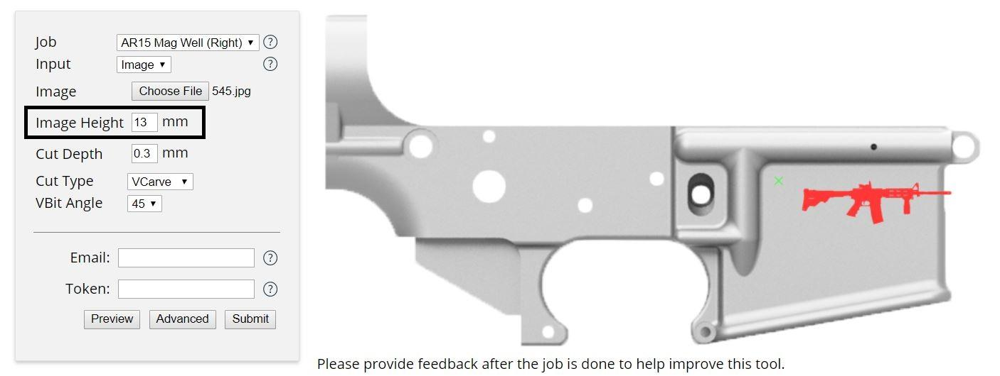 Job AR15 Mag Well (Right) ▼ ?
Input Image ▼ ?
Image Choose File 545.jpg
Image Height 13 mm
Cut Depth 0.3 mm
Cut Type VCarve ▼
VBit Angle 45 ▼
Email: ?
Token: ?
Preview Advanced Submit
Please provide feedback after the job is done to help improve this tool.